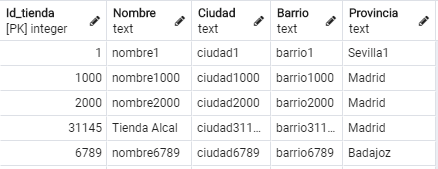 Id_tienda Nombre Ciudad Barrio Provincia
[PK] integer text text text text
1 nombre1 ciudad1 barrio1 Sevilla1
1000 nombre1000 ciudad1000 barrio1000 Madrid
2000 nombre2000 ciudad2000 barrio2000 Madrid
31145 Tienda Alcal ciudad311... barrio311... Madrid
6789 nombre6789 ciudad6789 barrio6789 Badajoz